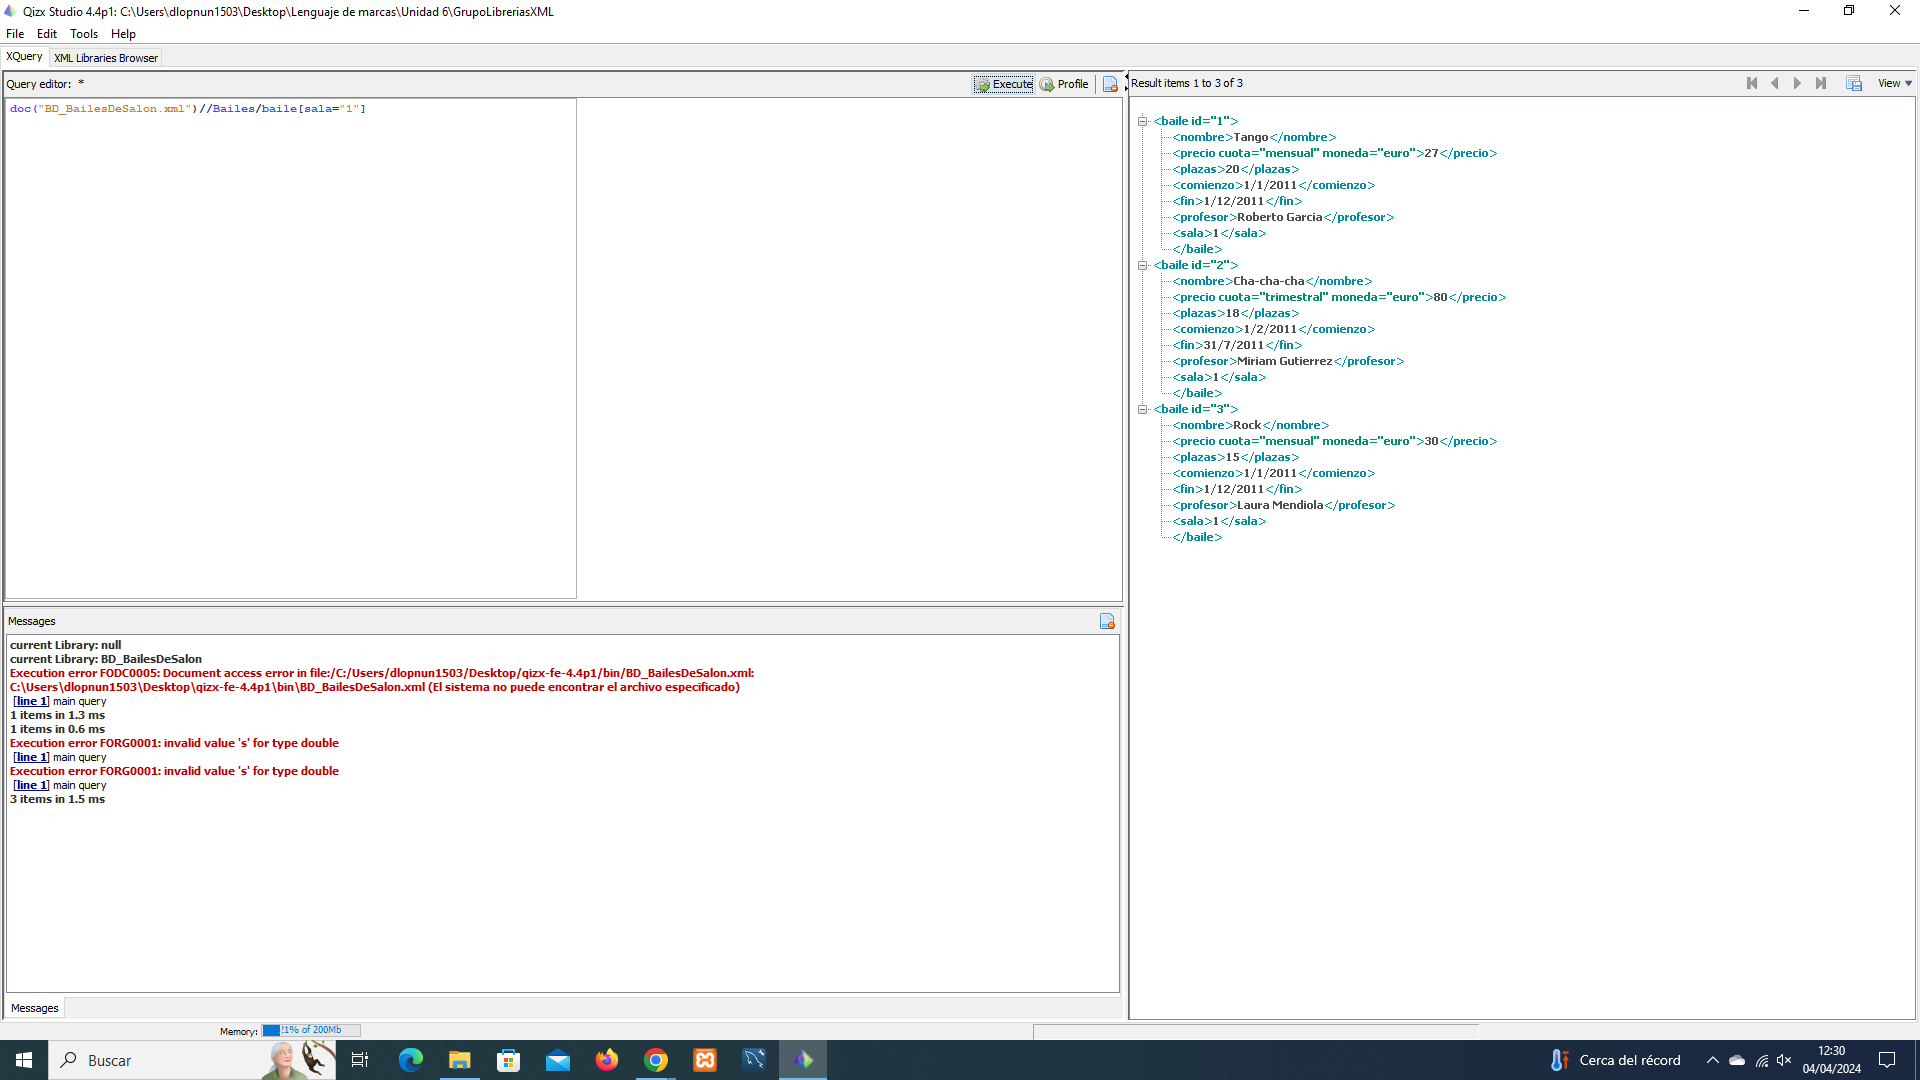 Qizx Studio 4.4p1: C:\Users\dlopnun1503\Desktop\Lenguaje de marcas\Unidad 6\GrupoLibreriasXML
File Edit Tools Help
XQuery XML Libraries Browser
Query editor: *
Execute Profile
doc("BD_BailesDeSalon.xml")//Bailes/baile[sala="1"]
Result items 1 to 3 of 3
View
<baile id="1">
<nombre>Tango</nombre>
<precio cuota="mensual" moneda="euro">27</precio>
<plazas>20</plazas>
<comienzo>1/1/2011</comienzo>
<fin>1/12/2011</fin>
<profesor>Roberto Garcia</profesor>
<sala>1</sala>
</baile>
<baile id="2">
<nombre>Cha-cha-cha</nombre>
<precio cuota="trimestral" moneda="euro">80</precio>
<plazas>18</plazas>
<comienzo>1/2/2011</comienzo>
<fin>31/7/2011</fin>
<profesor>Miriam Gutierrez</profesor>
<sala>1</sala>
</baile>
<baile id="3">
<nombre>Rock</nombre>
<precio cuota="mensual" moneda="euro">30</precio>
<plazas>15</plazas>
<comienzo>1/1/2011</comienzo>
<fin>1/12/2011</fin>
<profesor>Laura Mendiola</profesor>
<sala>1</sala>
</baile>
Messages
current Library: null
current Library: BD_BailesDeSalon
Execution error FODC0005: Document access error in file:/C:/Users/dlopnun1503/Desktop/qizx-fe-4.4p1/bin/BD_BailesDeSalon.xml:
C:\Users\dlopnun1503\Desktop\qizx-fe-4.4p1\bin\BD_BailesDeSalon.xml (El sistema no puede encontrar el archivo especificado)
[line 1] main query
1 items in 1.3 ms
1 items in 0.6 ms
Execution error FORG0001: invalid value 's' for type double
[line 1] main query
Execution error FORG0001: invalid value 's' for type double
[line 1] main query
3 items in 1.5 ms
Messages
Memory: !1% of 200Mb
Buscar
Cerca del récord
12:30
04/04/2024